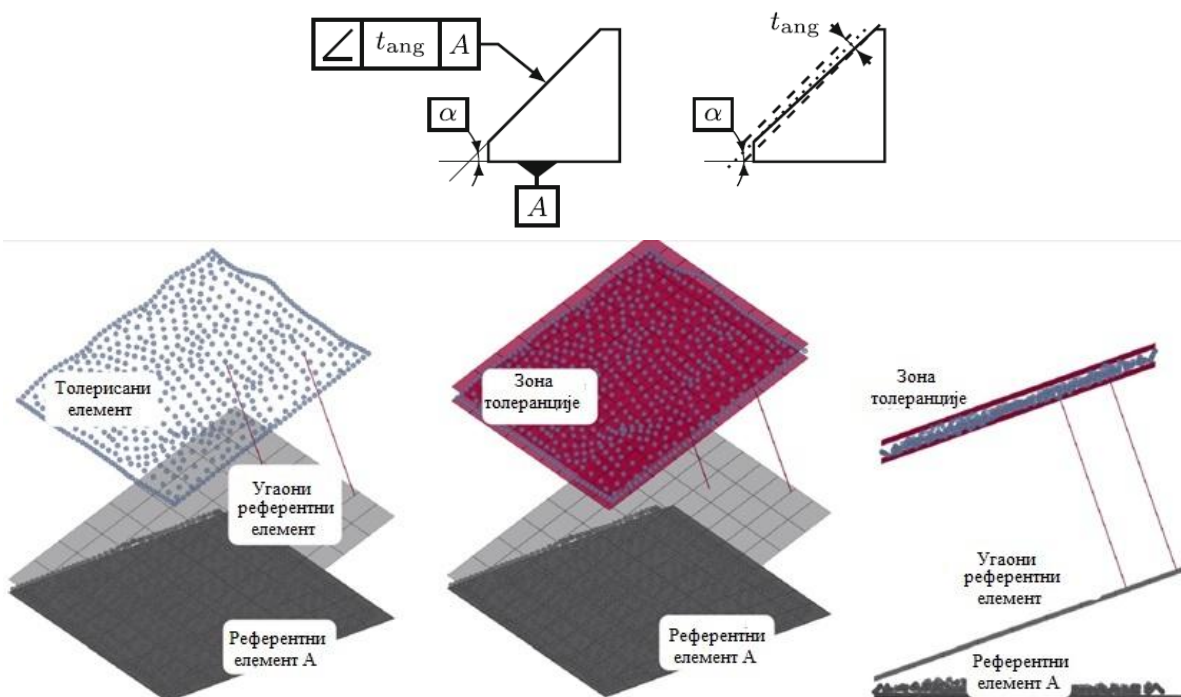 t_ang A
α
A
t_ang
α
Толерисани
елемент
Угаони
референтни
елемент
Референтни
елемент А
Зона
толеранције
Референтни
елемент А
Зона
толеранције
Угаони
референтни
елемент
Референтни
елемент А